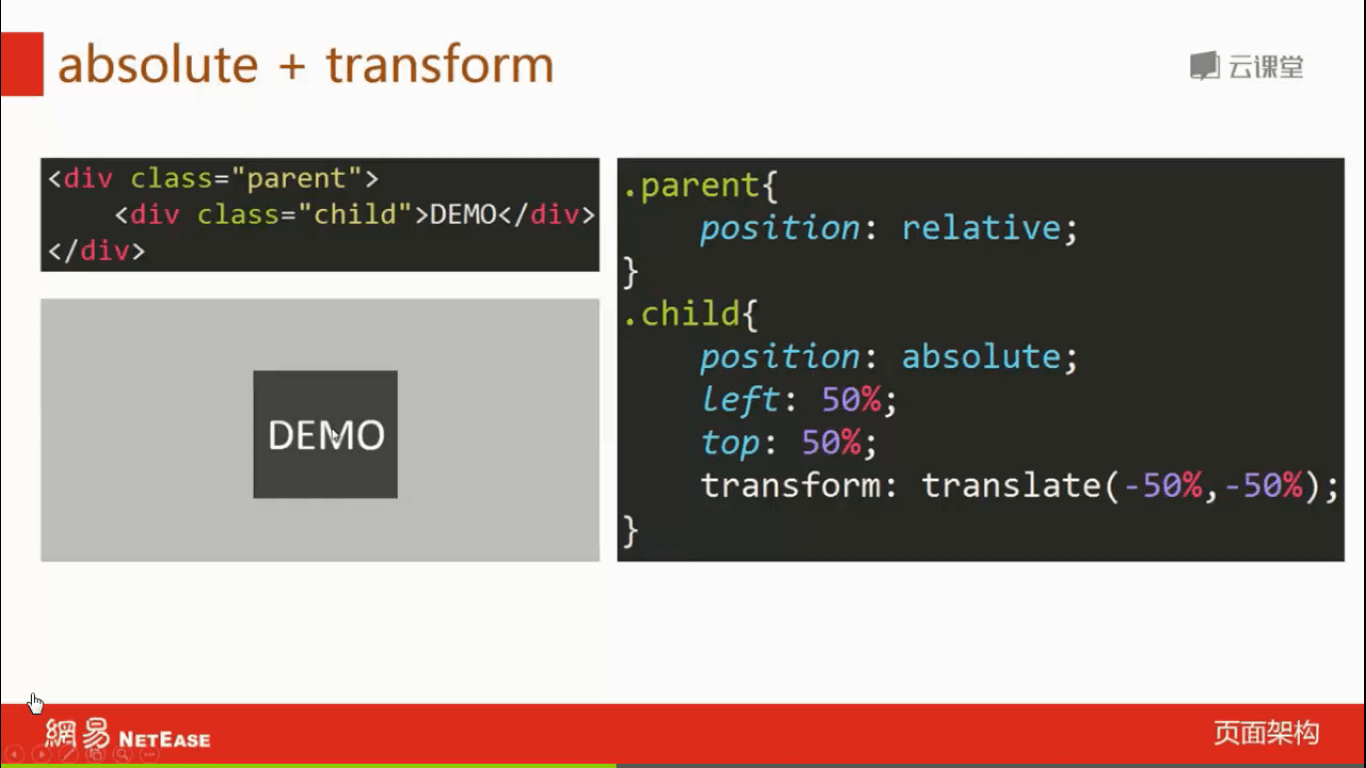 absolute + transform
云课堂
<div class="parent">
    <div class="child">DEMO</div>
</div>
DEMO
.parent{
    position: relative;
}
.child{
    position: absolute;
    left: 50%;
    top: 50%;
    transform: translate(-50%,-50%);
}
網易 NETEASE
页面架构